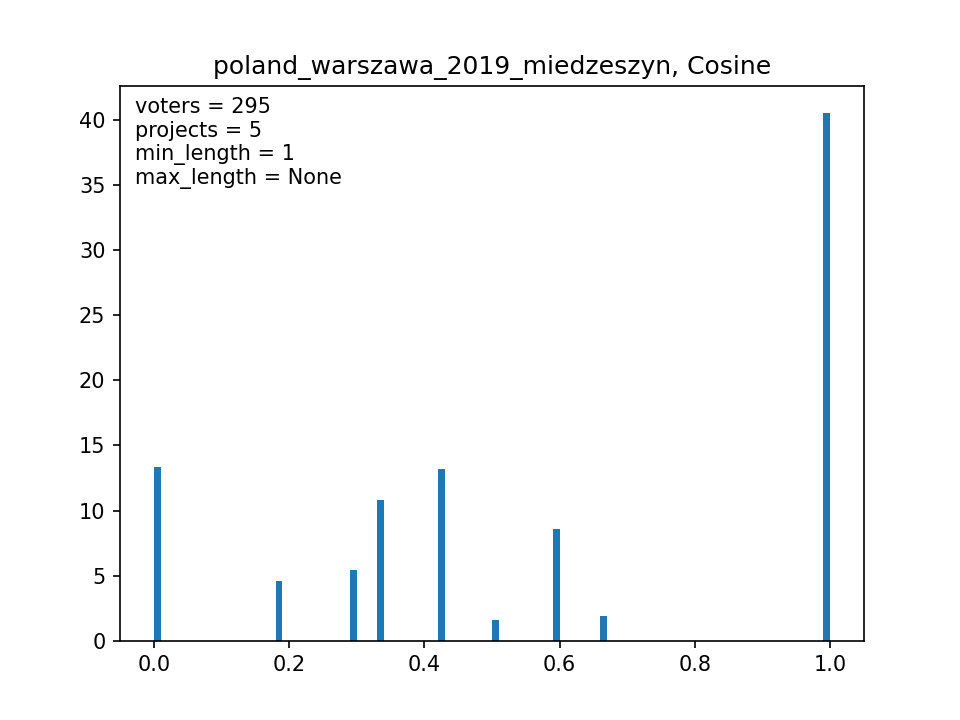 poland_warszawa_2019_miedzeszyn, Cosine
voters = 295
projects = 5
min_length = 1
max_length = None
40
35
30
25
20
15
10
5
0
0.0 0.2 0.4 0.6 0.8 1.0